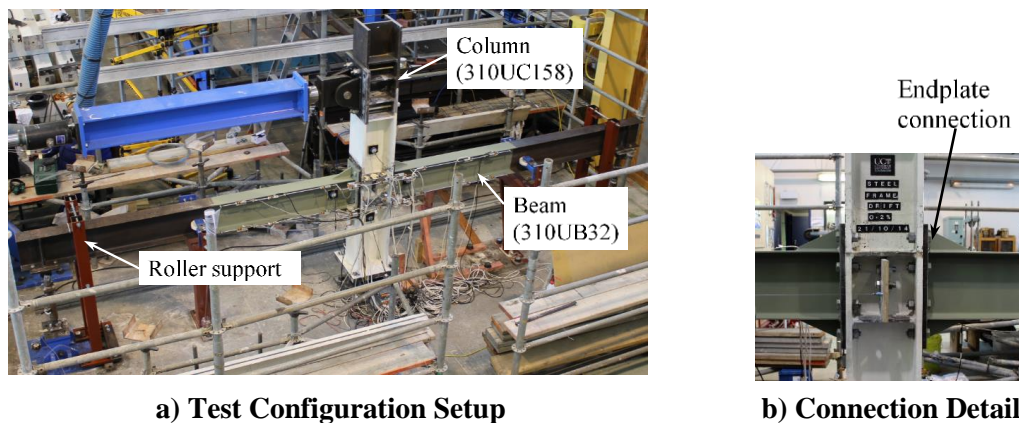 Column
(310UC158)
Beam
(310UB32)
Roller support
a) Test Configuration Setup
Endplate
connection
UC
STEEL
FRAME
DRIFT
0.2%
21/10/14
b) Connection Detail